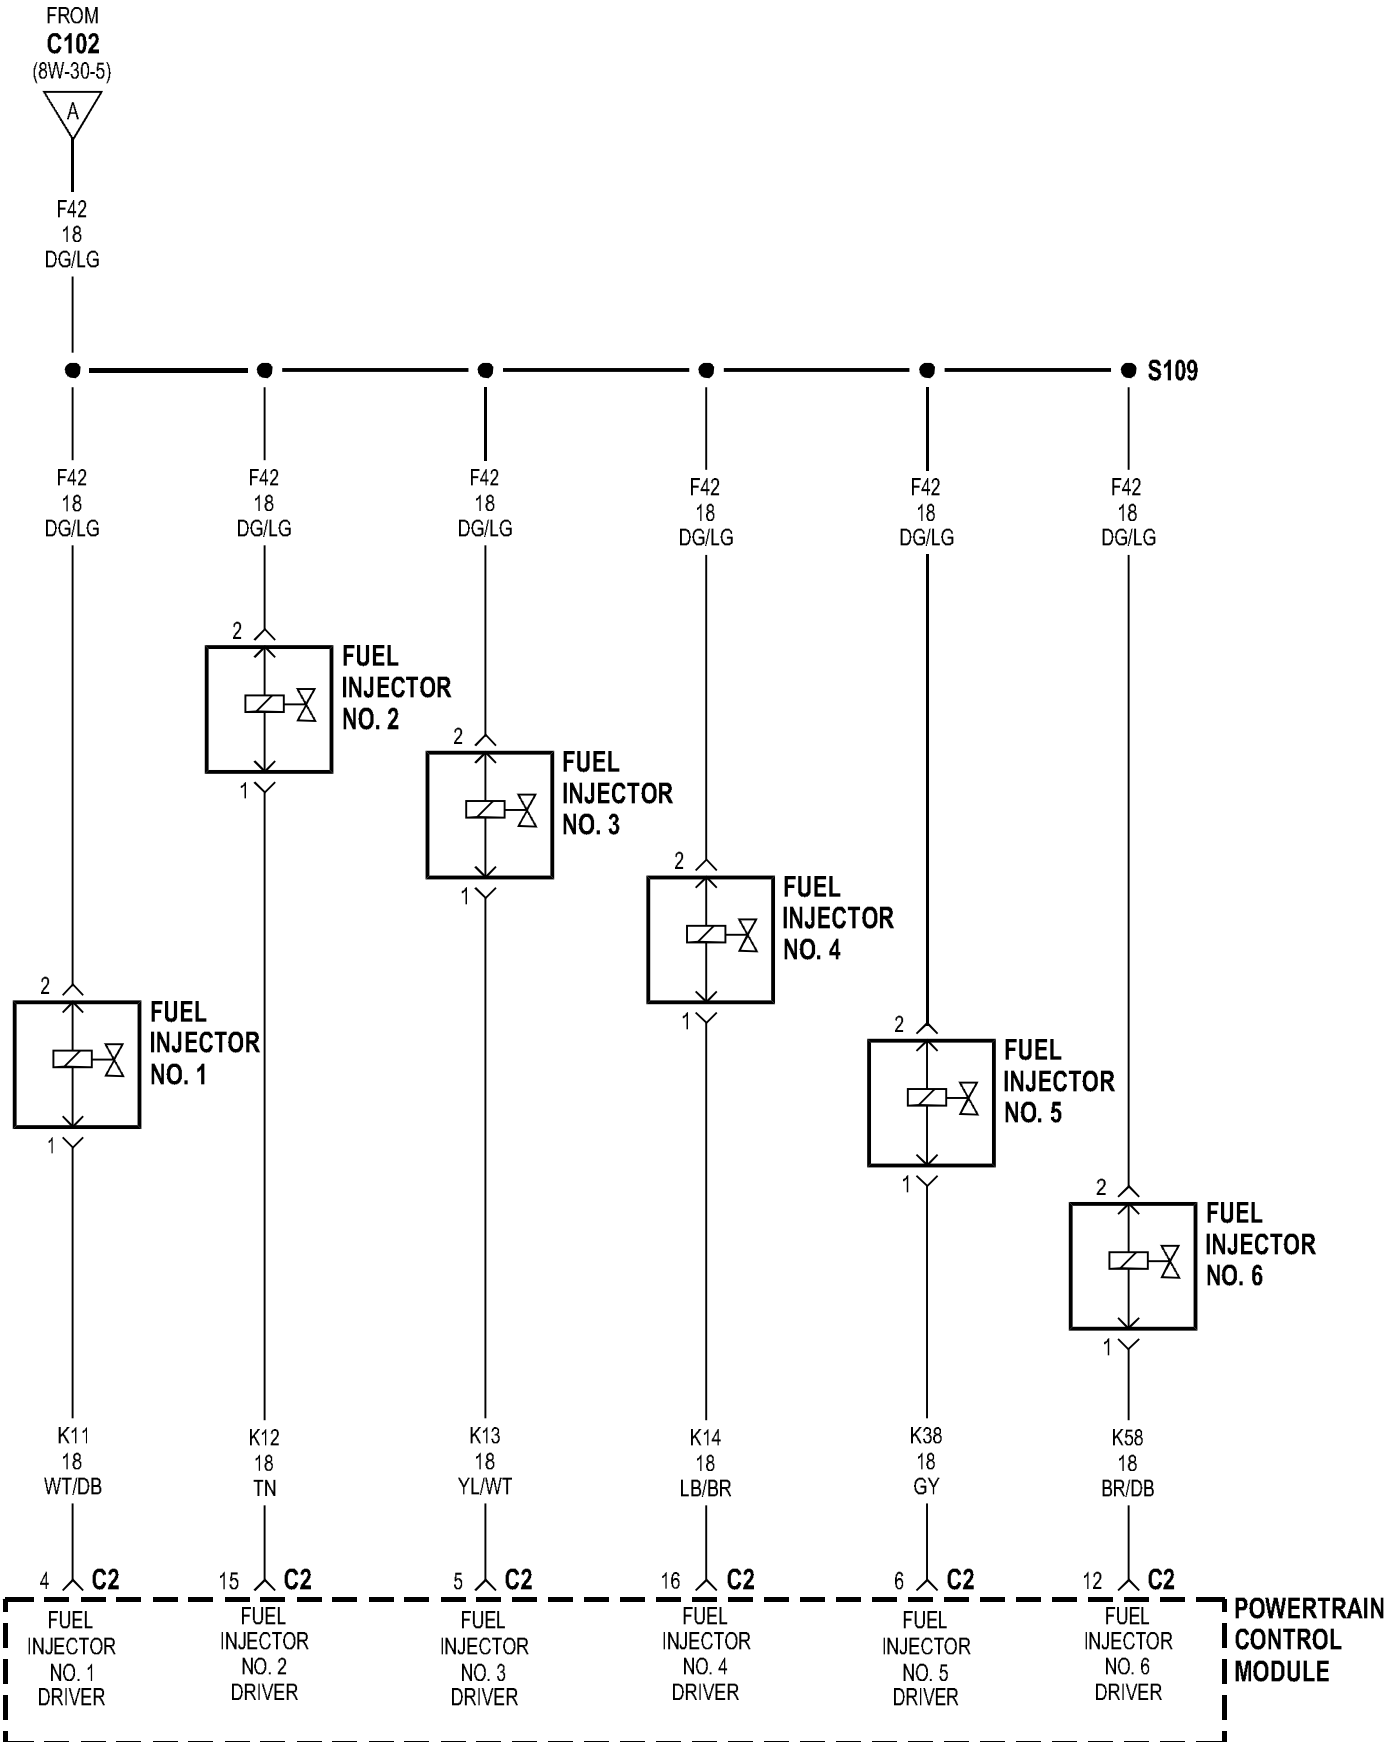 FROM
C102
(8W-30-5)
A
F42
18
DG/LG
S109
F42
18
DG/LG
F42
18
DG/LG
F42
18
DG/LG
F42
18
DG/LG
F42
18
DG/LG
F42
18
DG/LG
2
FUEL
INJECTOR
NO. 2
1
2
FUEL
INJECTOR
NO. 3
1
2
FUEL
INJECTOR
NO. 4
1
2
FUEL
INJECTOR
NO. 1
1
2
FUEL
INJECTOR
NO. 5
1
2
FUEL
INJECTOR
NO. 6
1
K11
18
WT/DB
K12
18
TN
K13
18
YL/WT
K14
18
LB/BR
K38
18
GY
K58
18
BR/DB
4 C2
15 C2
5 C2
16 C2
6 C2
12 C2
FUEL
INJECTOR
NO. 1
DRIVER
FUEL
INJECTOR
NO. 2
DRIVER
FUEL
INJECTOR
NO. 3
DRIVER
FUEL
INJECTOR
NO. 4
DRIVER
FUEL
INJECTOR
NO. 5
DRIVER
FUEL
INJECTOR
NO. 6
DRIVER
POWERTRAIN
CONTROL
MODULE